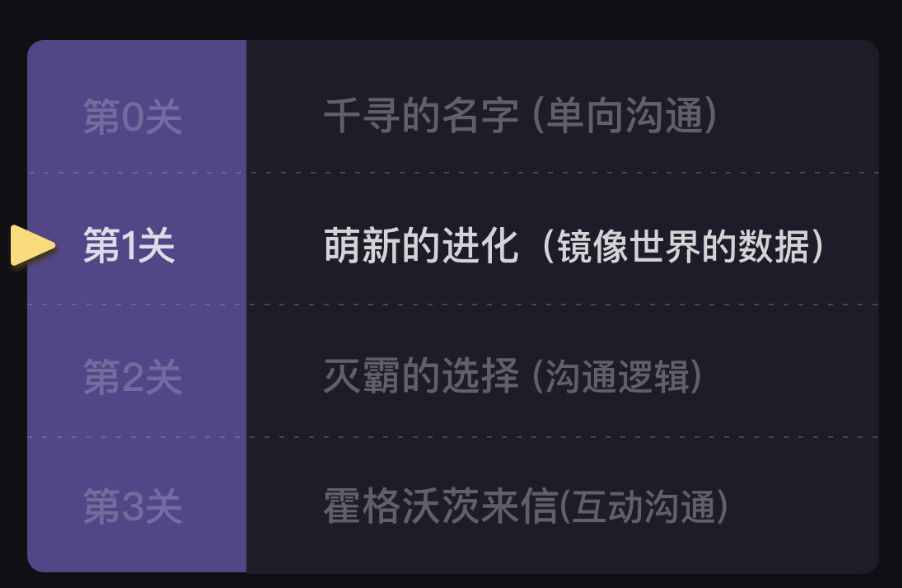 第0关 千寻的名字 (单向沟通)
第1关 萌新的进化（镜像世界的数据）
第2关 灭霸的选择 (沟通逻辑)
第3关 霍格沃茨来信(互动沟通)